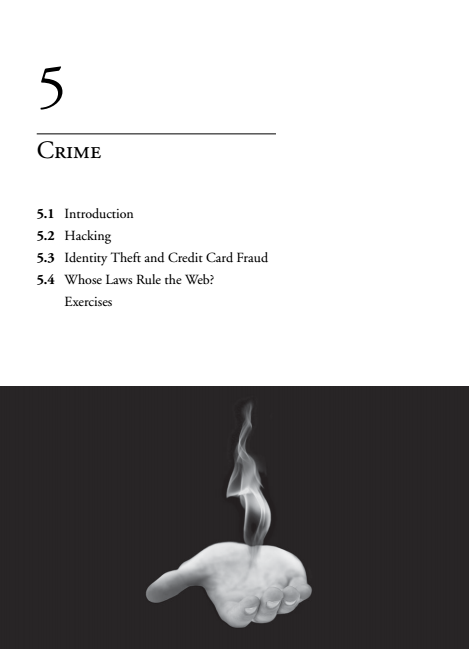 5
Crime
5.1 Introduction
5.2 Hacking
5.3 Identity Theft and Credit Card Fraud
5.4 Whose Laws Rule the Web?
Exercises